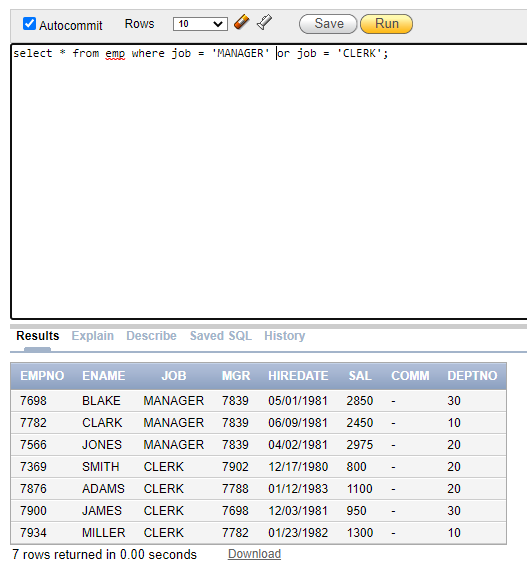 Autocommit Rows 10 Save Run
select * from emp where job = 'MANAGER' or job = 'CLERK';
Results Explain Describe Saved SQL History
EMPNO ENAME JOB MGR HIREDATE SAL COMM DEPTNO
7698 BLAKE MANAGER 7839 05/01/1981 2850 - 30
7782 CLARK MANAGER 7839 06/09/1981 2450 - 10
7566 JONES MANAGER 7839 04/02/1981 2975 - 20
7369 SMITH CLERK 7902 12/17/1980 800 - 20
7876 ADAMS CLERK 7788 01/12/1983 1100 - 20
7900 JAMES CLERK 7698 12/03/1981 950 - 30
7934 MILLER CLERK 7782 01/23/1982 1300 - 10
7 rows returned in 0.00 seconds Download